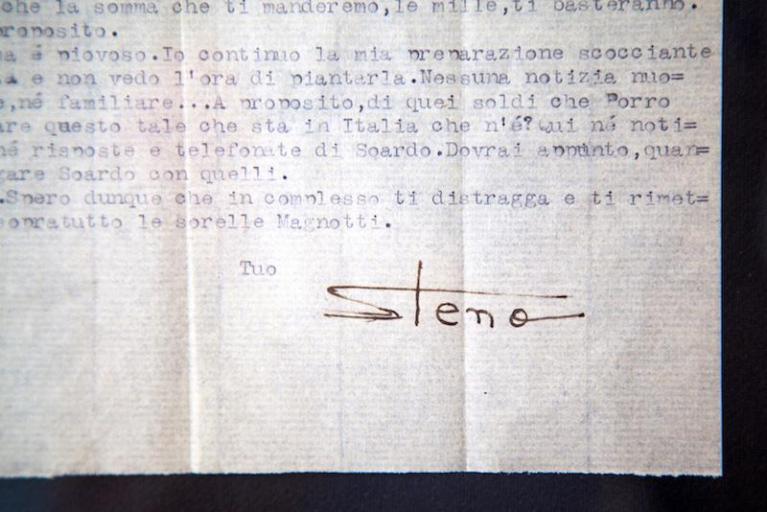 che la somma che ti manderemo,le mille,ti basteranno.
proposito.
é piovoso.Io continuo la mia preparazione scocciante
e non vedo l'ora di piantarla.Nessuna notizia nuo=
,né familiare...A proposito,di quei soldi che Porro
are questo tale che sta in Italia che n'é?Qui né noti=
né risposte e telefonate di Soardo.Dovrai appunto,quan=
gare Soardo con quelli.
.Spero dunque che in complesso ti distragga e ti rimet=
sopratutto le sorelle Magnotti.
Tuo
Steno